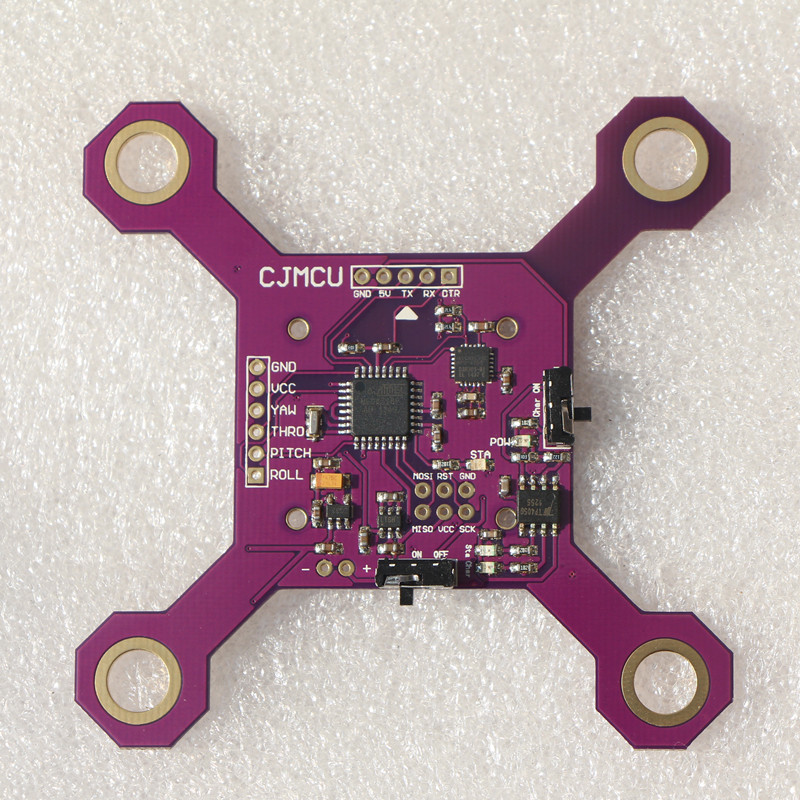 CJMCU
GND 5V TX RX DTR
GND
VCC
YAW
THRO
PITCH
ROLL
Char ON
POW
STA
MOSI RST GND
MISO VCC SCK
TP4056
ON OFF
Sta Char
- +